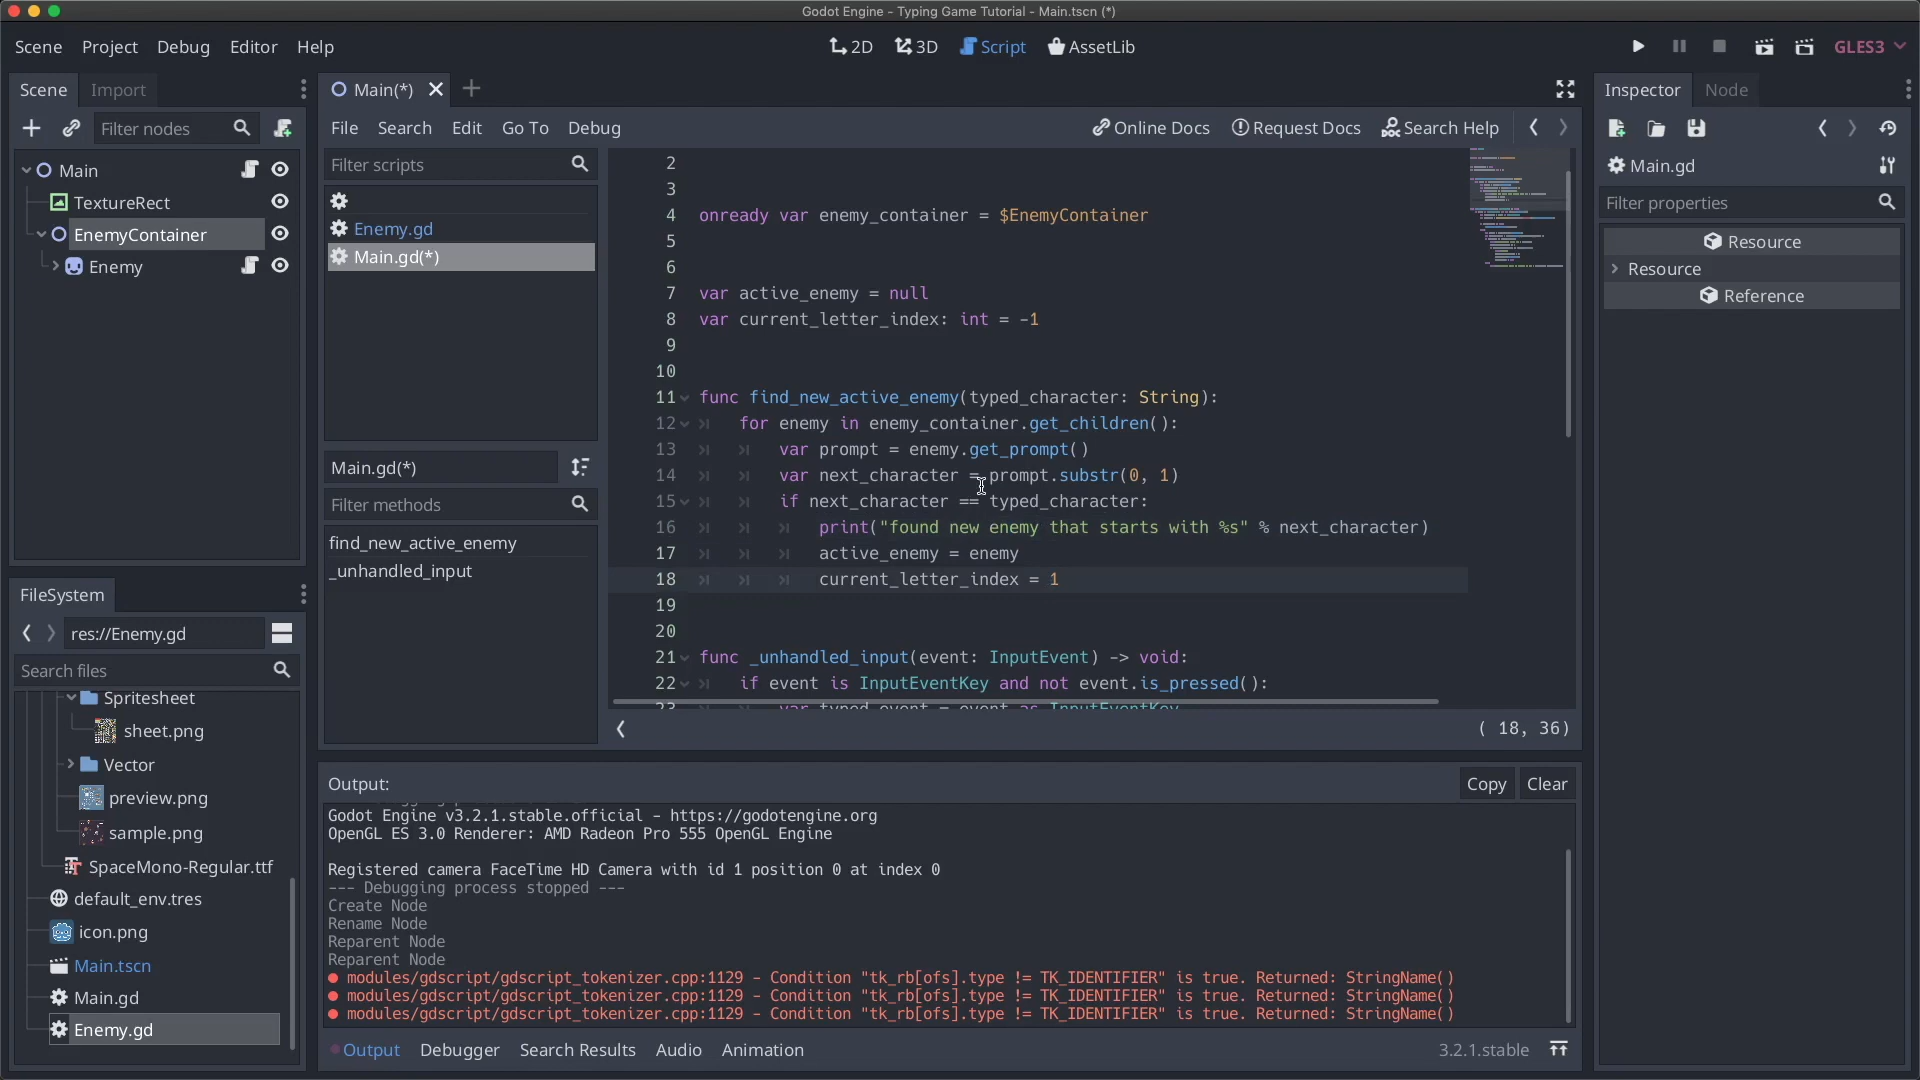 Godot Engine - Typing Game Tutorial - Main.tscn (*)
Scene Project Debug Editor Help
2D 3D Script AssetLib
GLES3
Scene Import
Filter nodes
Main
TextureRect
EnemyContainer
Enemy
FileSystem
res://Enemy.gd
Search files
Spritesheet
sheet.png
Vector
preview.png
sample.png
SpaceMono-Regular.ttf
default_env.tres
icon.png
Main.tscn
Main.gd
Enemy.gd
Main(*)
File Search Edit Go To Debug
Online Docs Request Docs Search Help
Filter scripts
Enemy.gd
Main.gd(*)
Main.gd(*)
Filter methods
find_new_active_enemy
_unhandled_input
2
3
4 onready var enemy_container = $EnemyContainer
5
6
7 var active_enemy = null
8 var current_letter_index: int = -1
9
10
11 func find_new_active_enemy(typed_character: String):
12 for enemy in enemy_container.get_children():
13 var prompt = enemy.get_prompt()
14 var next_character = prompt.substr(0, 1)
15 if next_character == typed_character:
16 print("found new enemy that starts with %s" % next_character)
17 active_enemy = enemy
18 current_letter_index = 1
19
20
21 func _unhandled_input(event: InputEvent) -> void:
22 if event is InputEventKey and not event.is_pressed():
23 var typed_event = event as InputEventKey
( 18, 36)
Output:
Copy Clear
Godot Engine v3.2.1.stable.official - https://godotengine.org
OpenGL ES 3.0 Renderer: AMD Radeon Pro 555 OpenGL Engine
Registered camera FaceTime HD Camera with id 1 position 0 at index 0
--- Debugging process stopped ---
Create Node
Rename Node
Reparent Node
Reparent Node
modules/gdscript/gdscript_tokenizer.cpp:1129 - Condition "tk_rb[ofs].type != TK_IDENTIFIER" is true. Returned: StringName()
modules/gdscript/gdscript_tokenizer.cpp:1129 - Condition "tk_rb[ofs].type != TK_IDENTIFIER" is true. Returned: StringName()
modules/gdscript/gdscript_tokenizer.cpp:1129 - Condition "tk_rb[ofs].type != TK_IDENTIFIER" is true. Returned: StringName()
Output Debugger Search Results Audio Animation
3.2.1.stable
Inspector Node
Main.gd
Filter properties
Resource
Resource
Reference